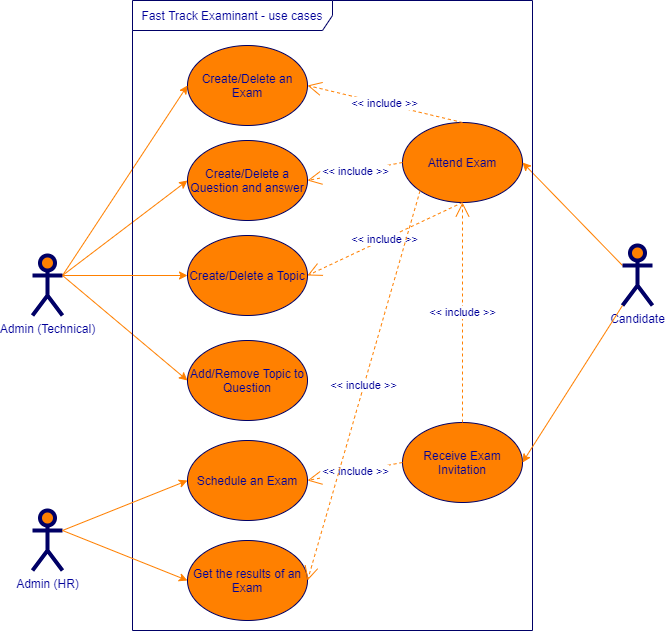 Fast Track Examinant - use cases
Create/Delete an
Exam
<< include >>
Attend Exam
Create/Delete a
Question and answer
<< include >>
<< include >>
Create/Delete a Topic
Admin (Technical)
Candidate
<< include >>
Add/Remove Topic to
Question
<< include >>
Receive Exam
Invitation
Schedule an Exam
<< include >>
Admin (HR)
Get the results of an
Exam